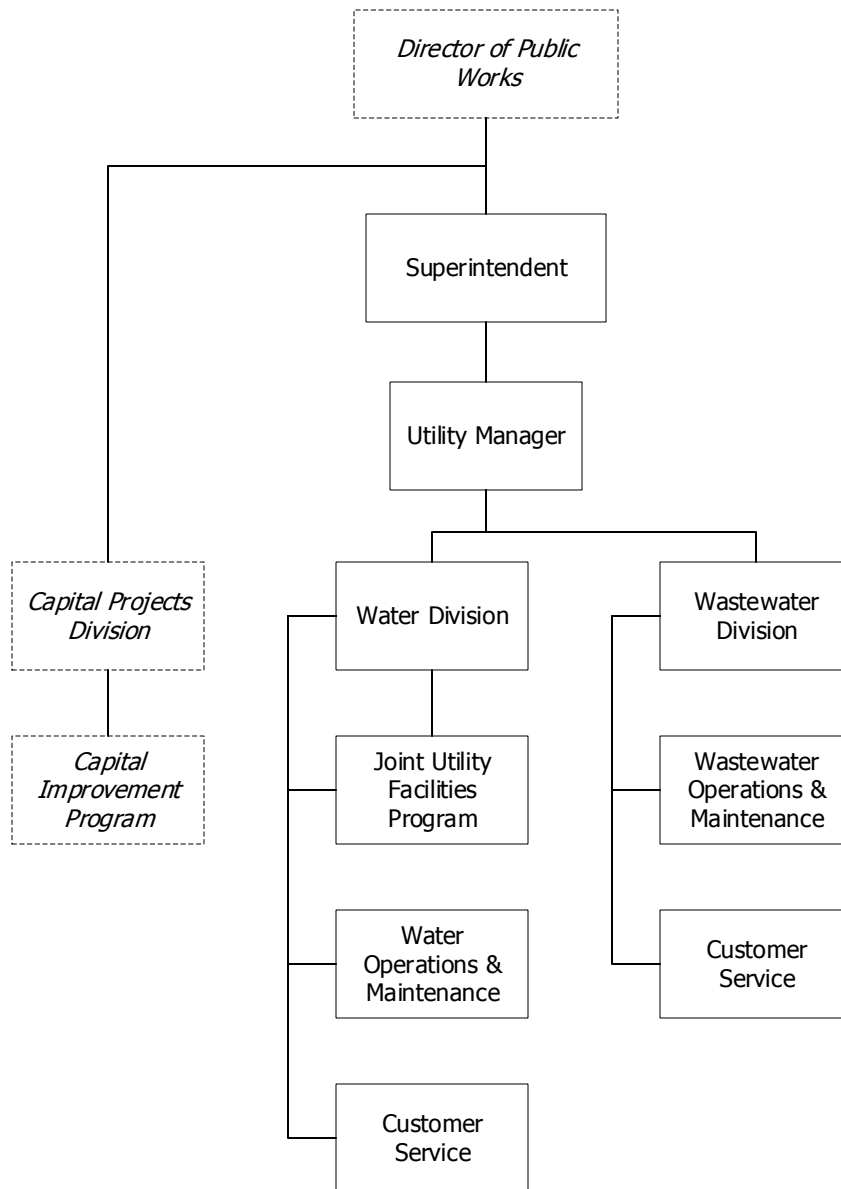 Director of Public
Works
Superintendent
Utility Manager
Capital Projects
Division
Water Division
Wastewater
Division
Capital
Improvement
Program
Joint Utility
Facilities
Program
Wastewater
Operations &
Maintenance
Water
Operations &
Maintenance
Customer
Service
Customer
Service